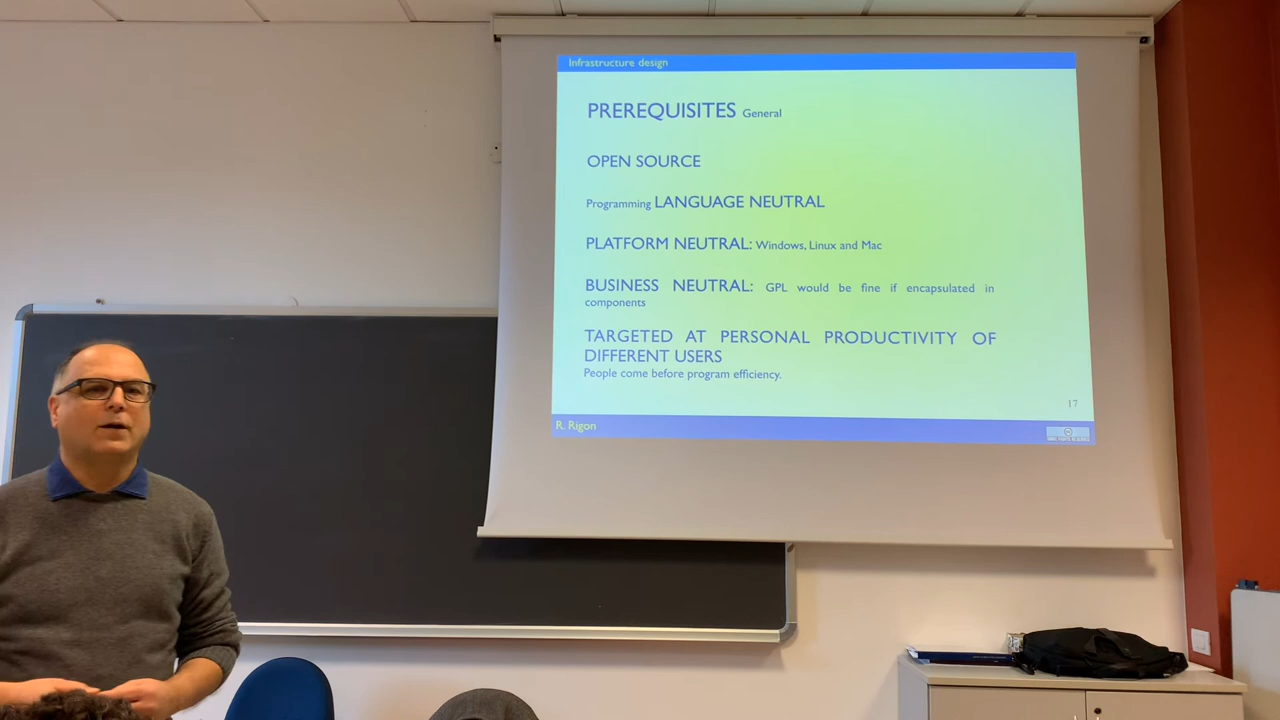 Infrastructure design
PREREQUISITES General
OPEN SOURCE
Programming LANGUAGE NEUTRAL
PLATFORM NEUTRAL: Windows, Linux and Mac
BUSINESS NEUTRAL: GPL would be fine if encapsulated in
components
TARGETED AT PERSONAL PRODUCTIVITY OF
DIFFERENT USERS
People come before program efficiency.
17
R. Rigon